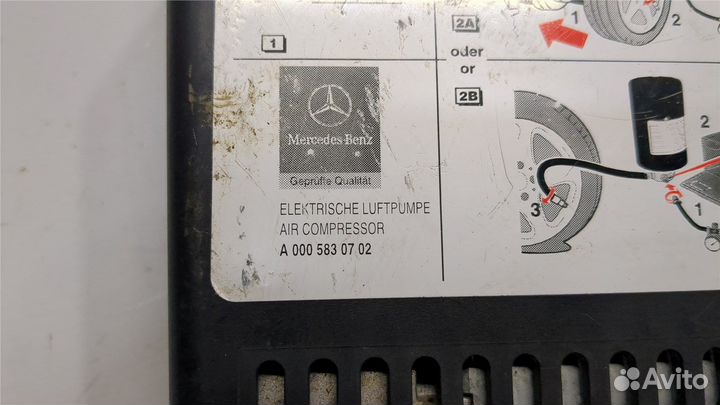 1
2A
1
2
oder
or
2B
Mercedes-Benz
Geprüfte Qualität
ELEKTRISCHE LUFTPUMPE
AIR COMPRESSOR
A 000 583 07 02
3
2
1
Avito